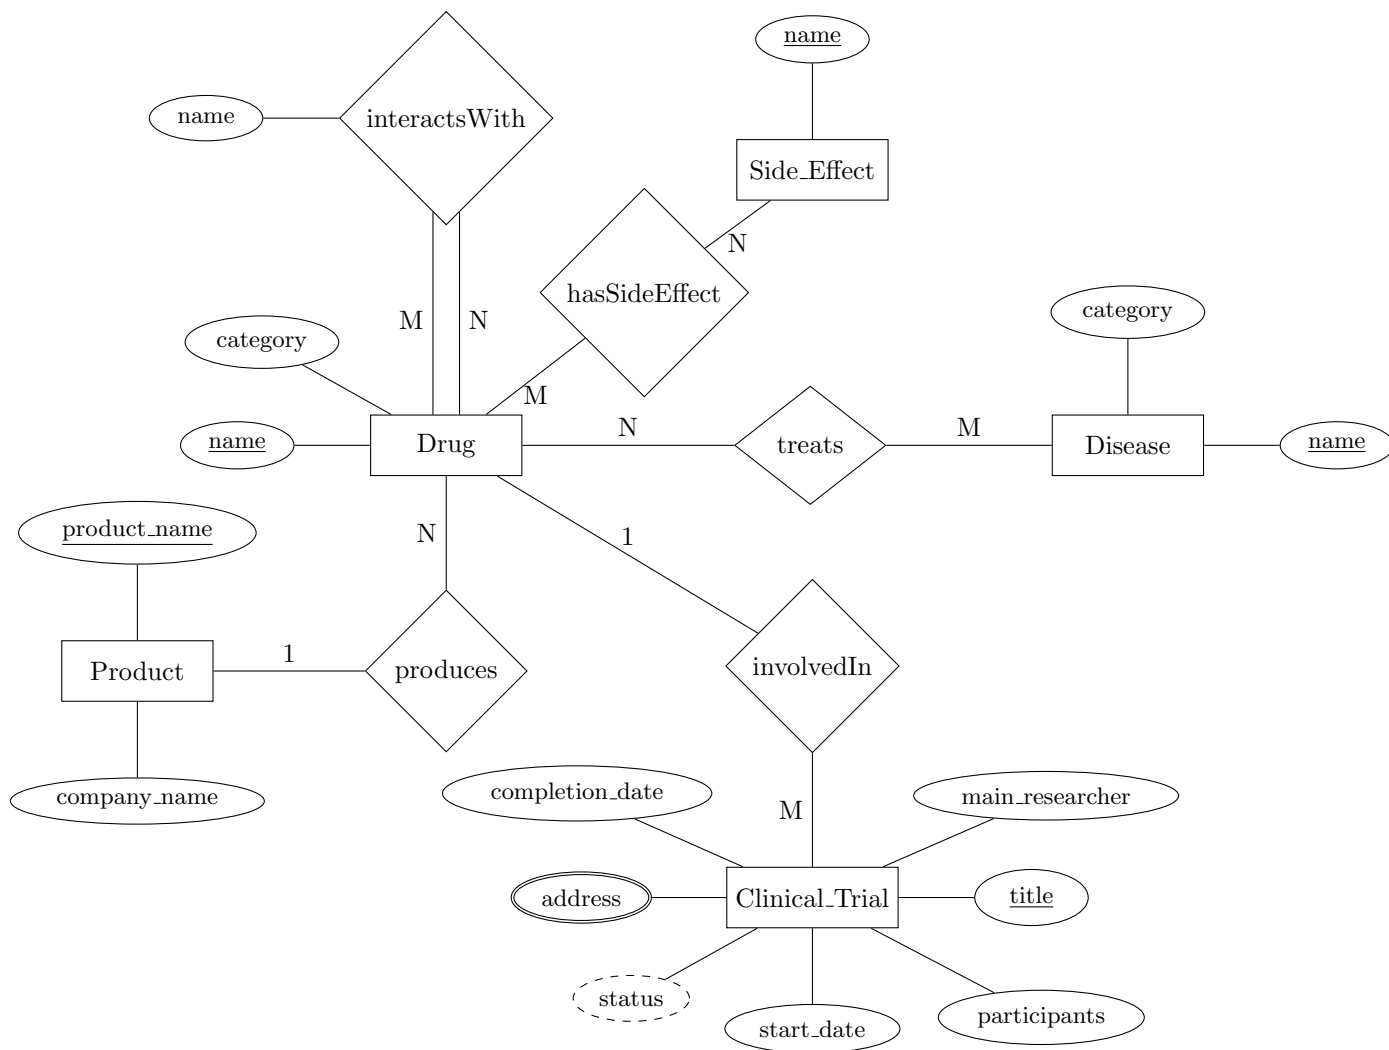 name
name
interactsWith
Side_Effect
N
hasSideEffect
category
M
N
category
M
name
Drug
N
treats
M
Disease
name
product_name
N
1
Product
1
produces
involvedIn
completion_date
M
main_researcher
company_name
address
Clinical_Trial
title
status
start_date
participants